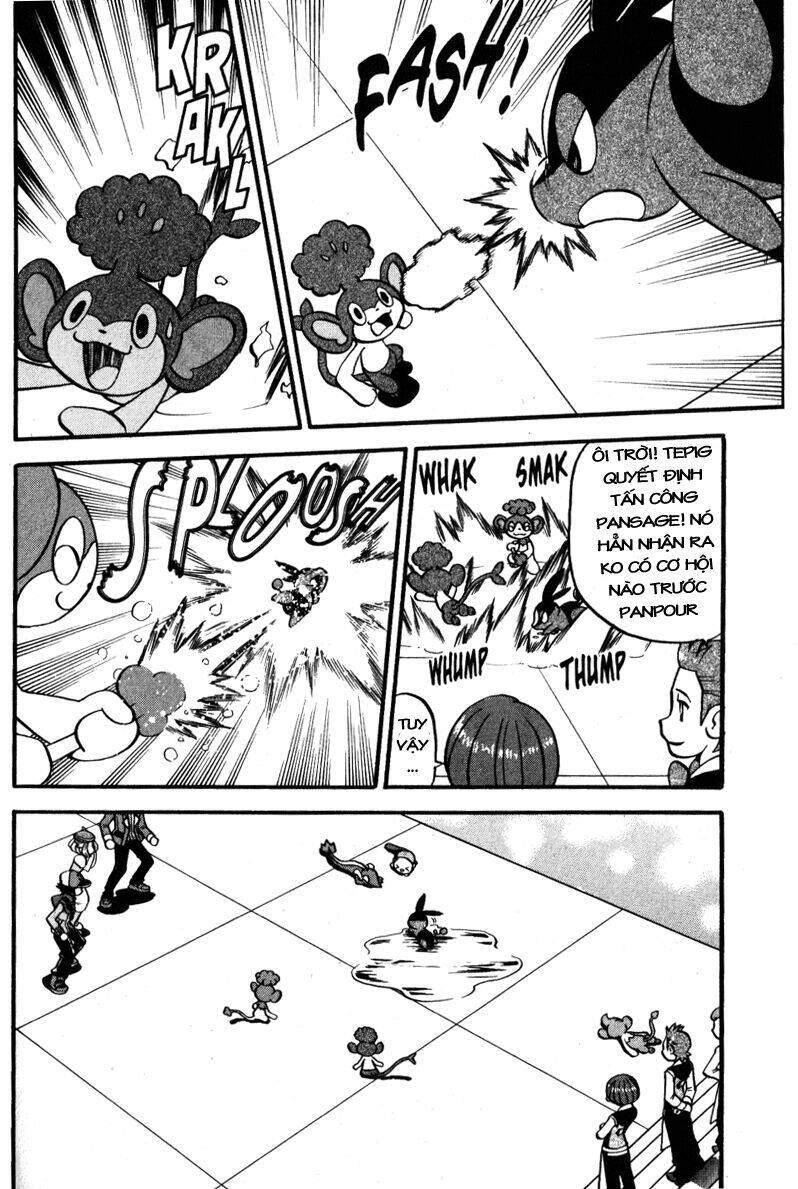 KRAKL
FASH!
SPLOOSH
WHAK
SMAK
ÔI TRỜI! TEPIG
QUYẾT ĐỊNH
TẤN CÔNG
PANSAGE! NÓ
HẲN NHẬN RA
KO CÓ CƠ HỘI
NÀO TRƯỚC
PANPOUR
WHUMP
THUMP
TUY
VẬY
...